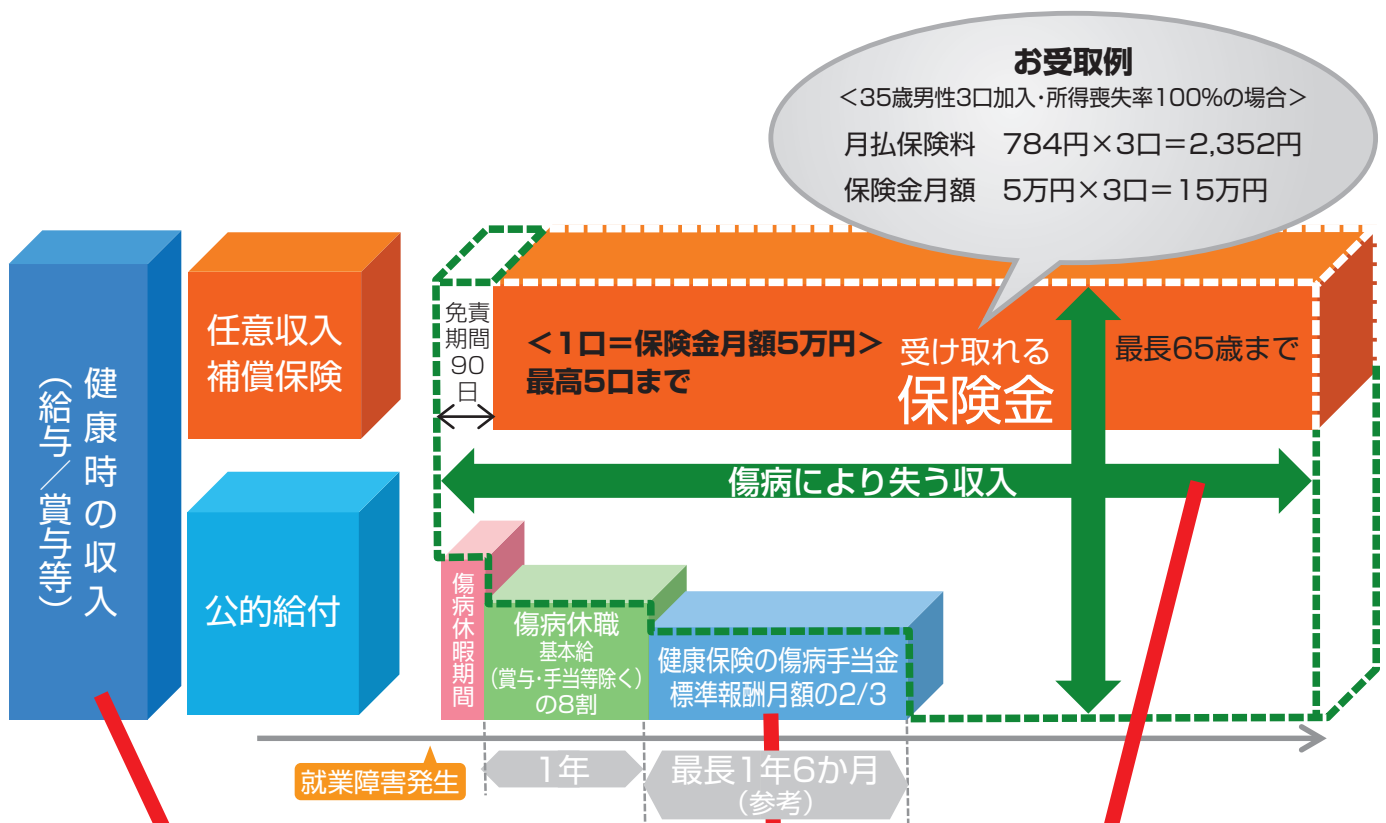 お受取例
＜35歳男性3口加入・所得喪失率100%の場合＞
月払保険料　784円×3口＝2,352円
保険金月額　5万円×3口＝15万円
健康時の収入
（給与／賞与等）
任意収入
補償保険
公的給付
免責
期間
90
日
＜1口＝保険金月額5万円＞
最高5口まで
受け取れる
保険金
最長65歳まで
傷病により失う収入
傷病休暇期間
傷病休職
基本給
（賞与・手当等除く）
の8割
健康保険の傷病手当金
標準報酬月額の2/3
就業障害発生
1年
最長1年6か月
（参考）